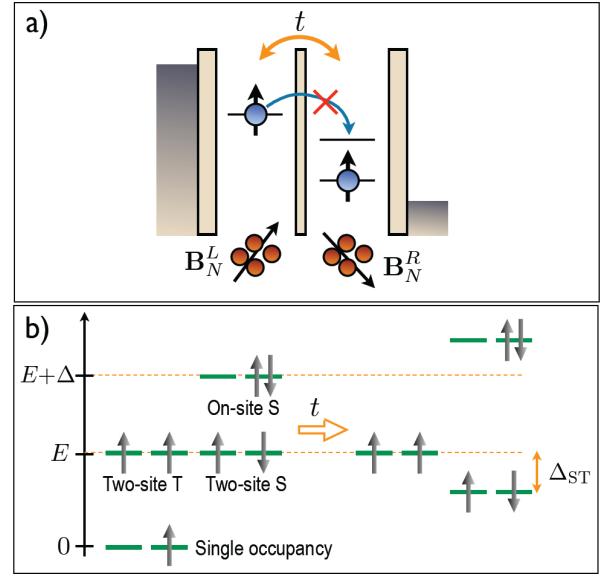 a)
t
B_N^L
B_N^R
b)
E+Δ
On-site S
t
E
Δ_ST
Two-site T
Two-site S
0
Single occupancy